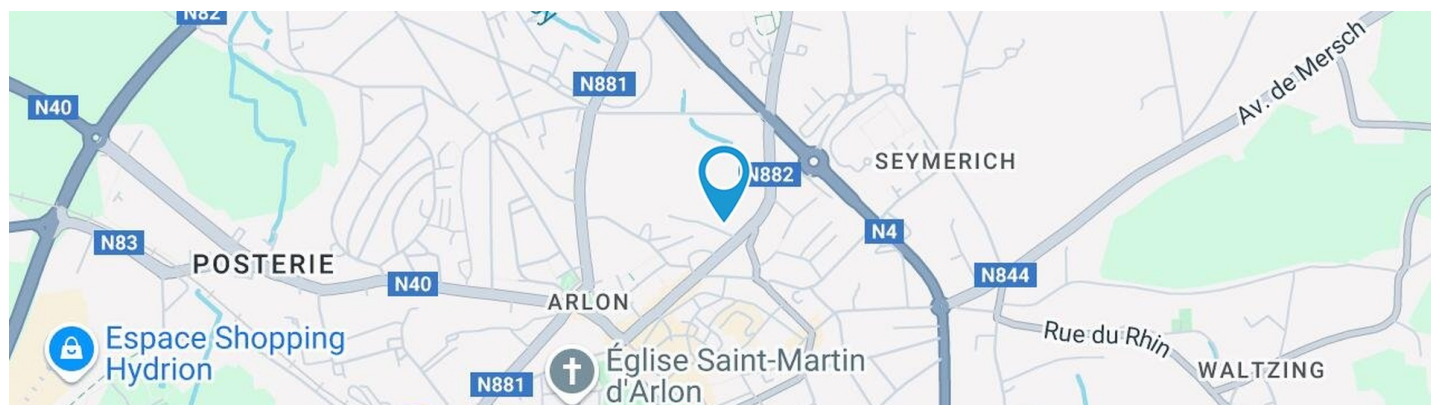 N82
y
N881
N40
Av. de Mersch
SEYMERICH
N882
N4
N83
POSTERIE
N40
N844
ARLON
Espace Shopping
Hydrion
Rue du Rhin
Église Saint-Martin
d'Arlon
WALTZING
N881